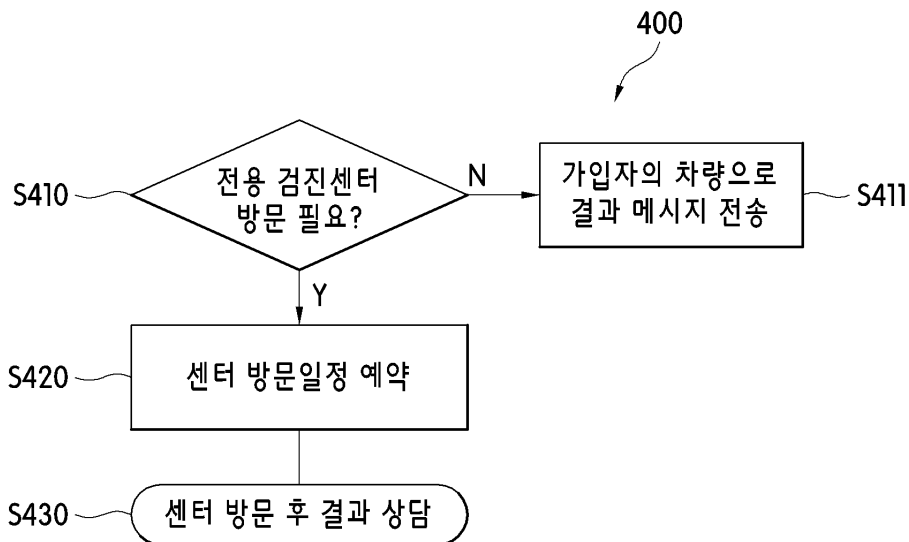 400
S410
전용 검진센터
방문 필요?
N
가입자의 차량으로
결과 메시지 전송
S411
Y
S420
센터 방문일정 예약
S430
센터 방문 후 결과 상담